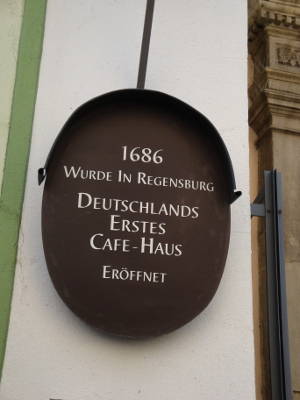 1686
Wurde In Regensburg
Deutschlands
Erstes
Cafe-Haus
Eröffnet